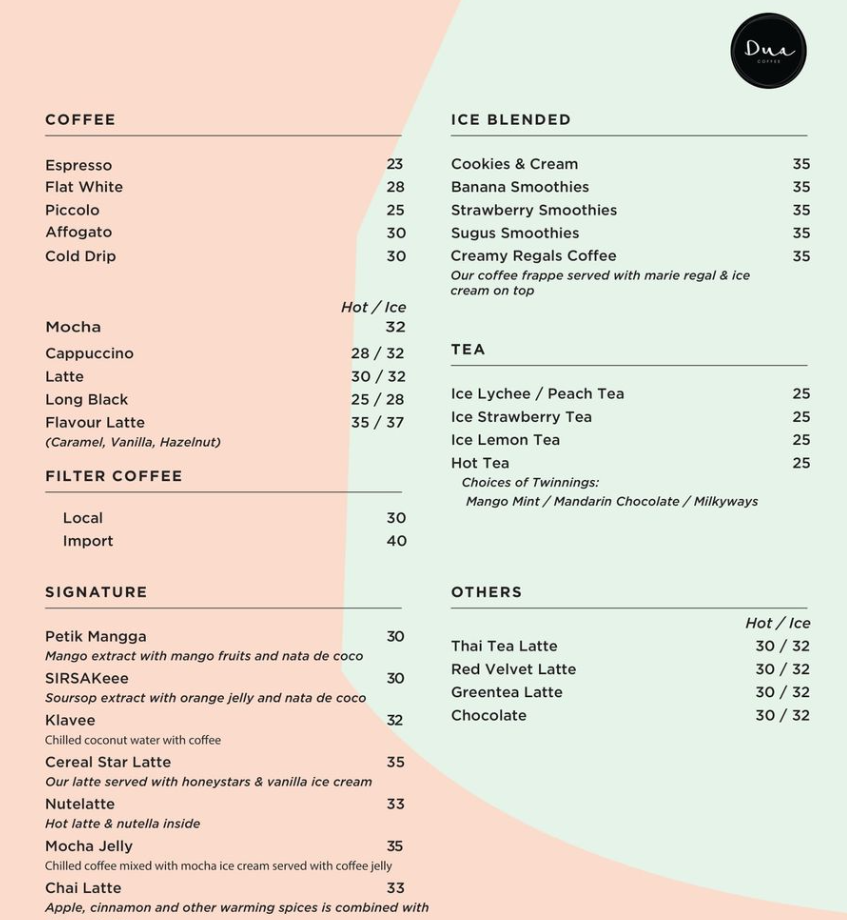 Dua
COFFEE
COFFEE
Espresso 23
Flat White 28
Piccolo 25
Affogato 30
Cold Drip 30
Hot / Ice
Mocha 32
Cappuccino 28 / 32
Latte 30 / 32
Long Black 25 / 28
Flavour Latte 35 / 37
(Caramel, Vanilla, Hazelnut)
FILTER COFFEE
Local 30
Import 40
SIGNATURE
Petik Mangga 30
Mango extract with mango fruits and nata de coco
SIRSAKeee 30
Soursop extract with orange jelly and nata de coco
Klavee 32
Chilled coconut water with coffee
Cereal Star Latte 35
Our latte served with honeystars & vanilla ice cream
Nutelatte 33
Hot latte & nutella inside
Mocha Jelly 35
Chilled coffee mixed with mocha ice cream served with coffee jelly
Chai Latte 33
Apple, cinnamon and other warming spices is combined with
ICE BLENDED
Cookies & Cream 35
Banana Smoothies 35
Strawberry Smoothies 35
Sugus Smoothies 35
Creamy Regals Coffee 35
Our coffee frappe served with marie regal & ice
cream on top
TEA
Ice Lychee / Peach Tea 25
Ice Strawberry Tea 25
Ice Lemon Tea 25
Hot Tea 25
Choices of Twinnings:
Mango Mint / Mandarin Chocolate / Milkyways
OTHERS
Hot / Ice
Thai Tea Latte 30 / 32
Red Velvet Latte 30 / 32
Greentea Latte 30 / 32
Chocolate 30 / 32